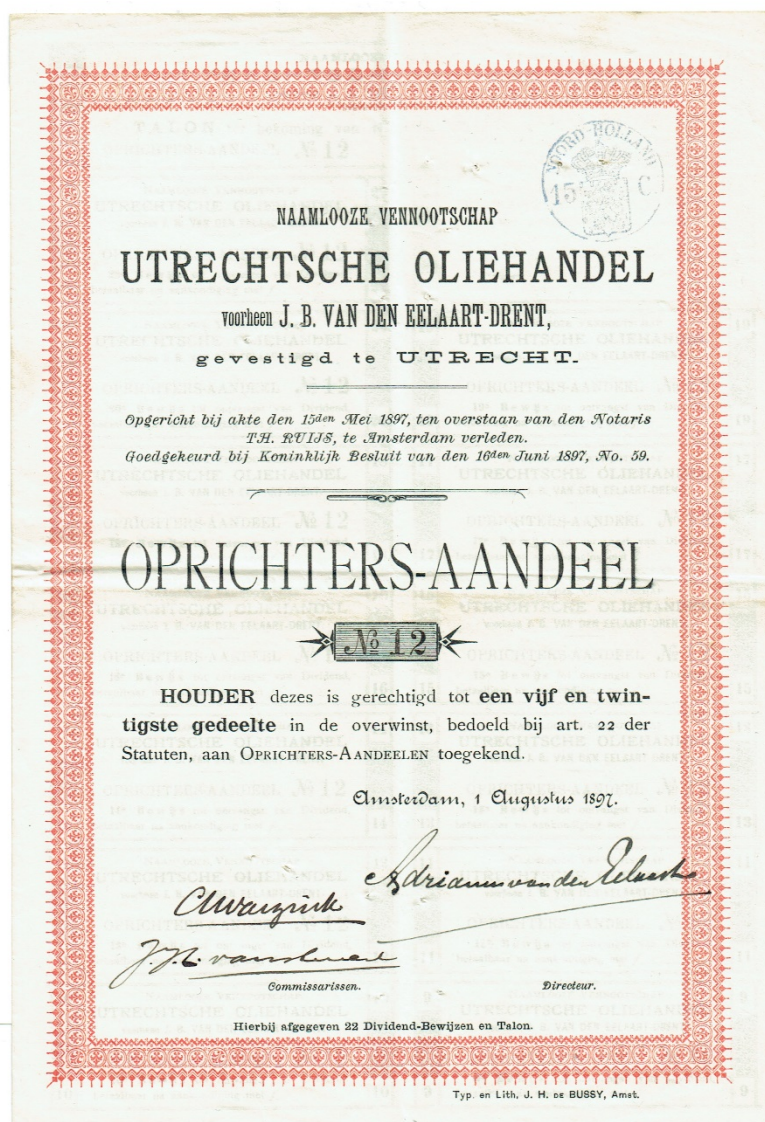 NOORD-HOLLAND
15 C
NAAMLOOZE VENNOOTSCHAP
UTRECHTSCHE OLIEHANDEL
voorheen J. B. VAN DEN EELAART-DRENT,
gevestigd te UTRECHT.
Opgericht bij akte den 15den Mei 1897, ten overstaan van den Notaris
TH. RUIJS, te Amsterdam verleden.
Goedgekeurd bij Koninklijk Besluit van den 16den Juni 1897, No. 59.
OPRICHTERS-AANDEEL
No 12
HOUDER dezes is gerechtigd tot een vijf en twin-
tigste gedeelte in de overwinst, bedoeld bij art. 22 der
Statuten, aan OPRICHTERS-AANDEELEN toegekend.
Amsterdam, 1 Augustus 1897.
Adrianus van den Eelaart
Commissarissen. Directeur.
Hierbij afgegeven 22 Dividend-Bewijzen en Talon.
Typ. en Lith, J. H. DE BUSSY, Amst.